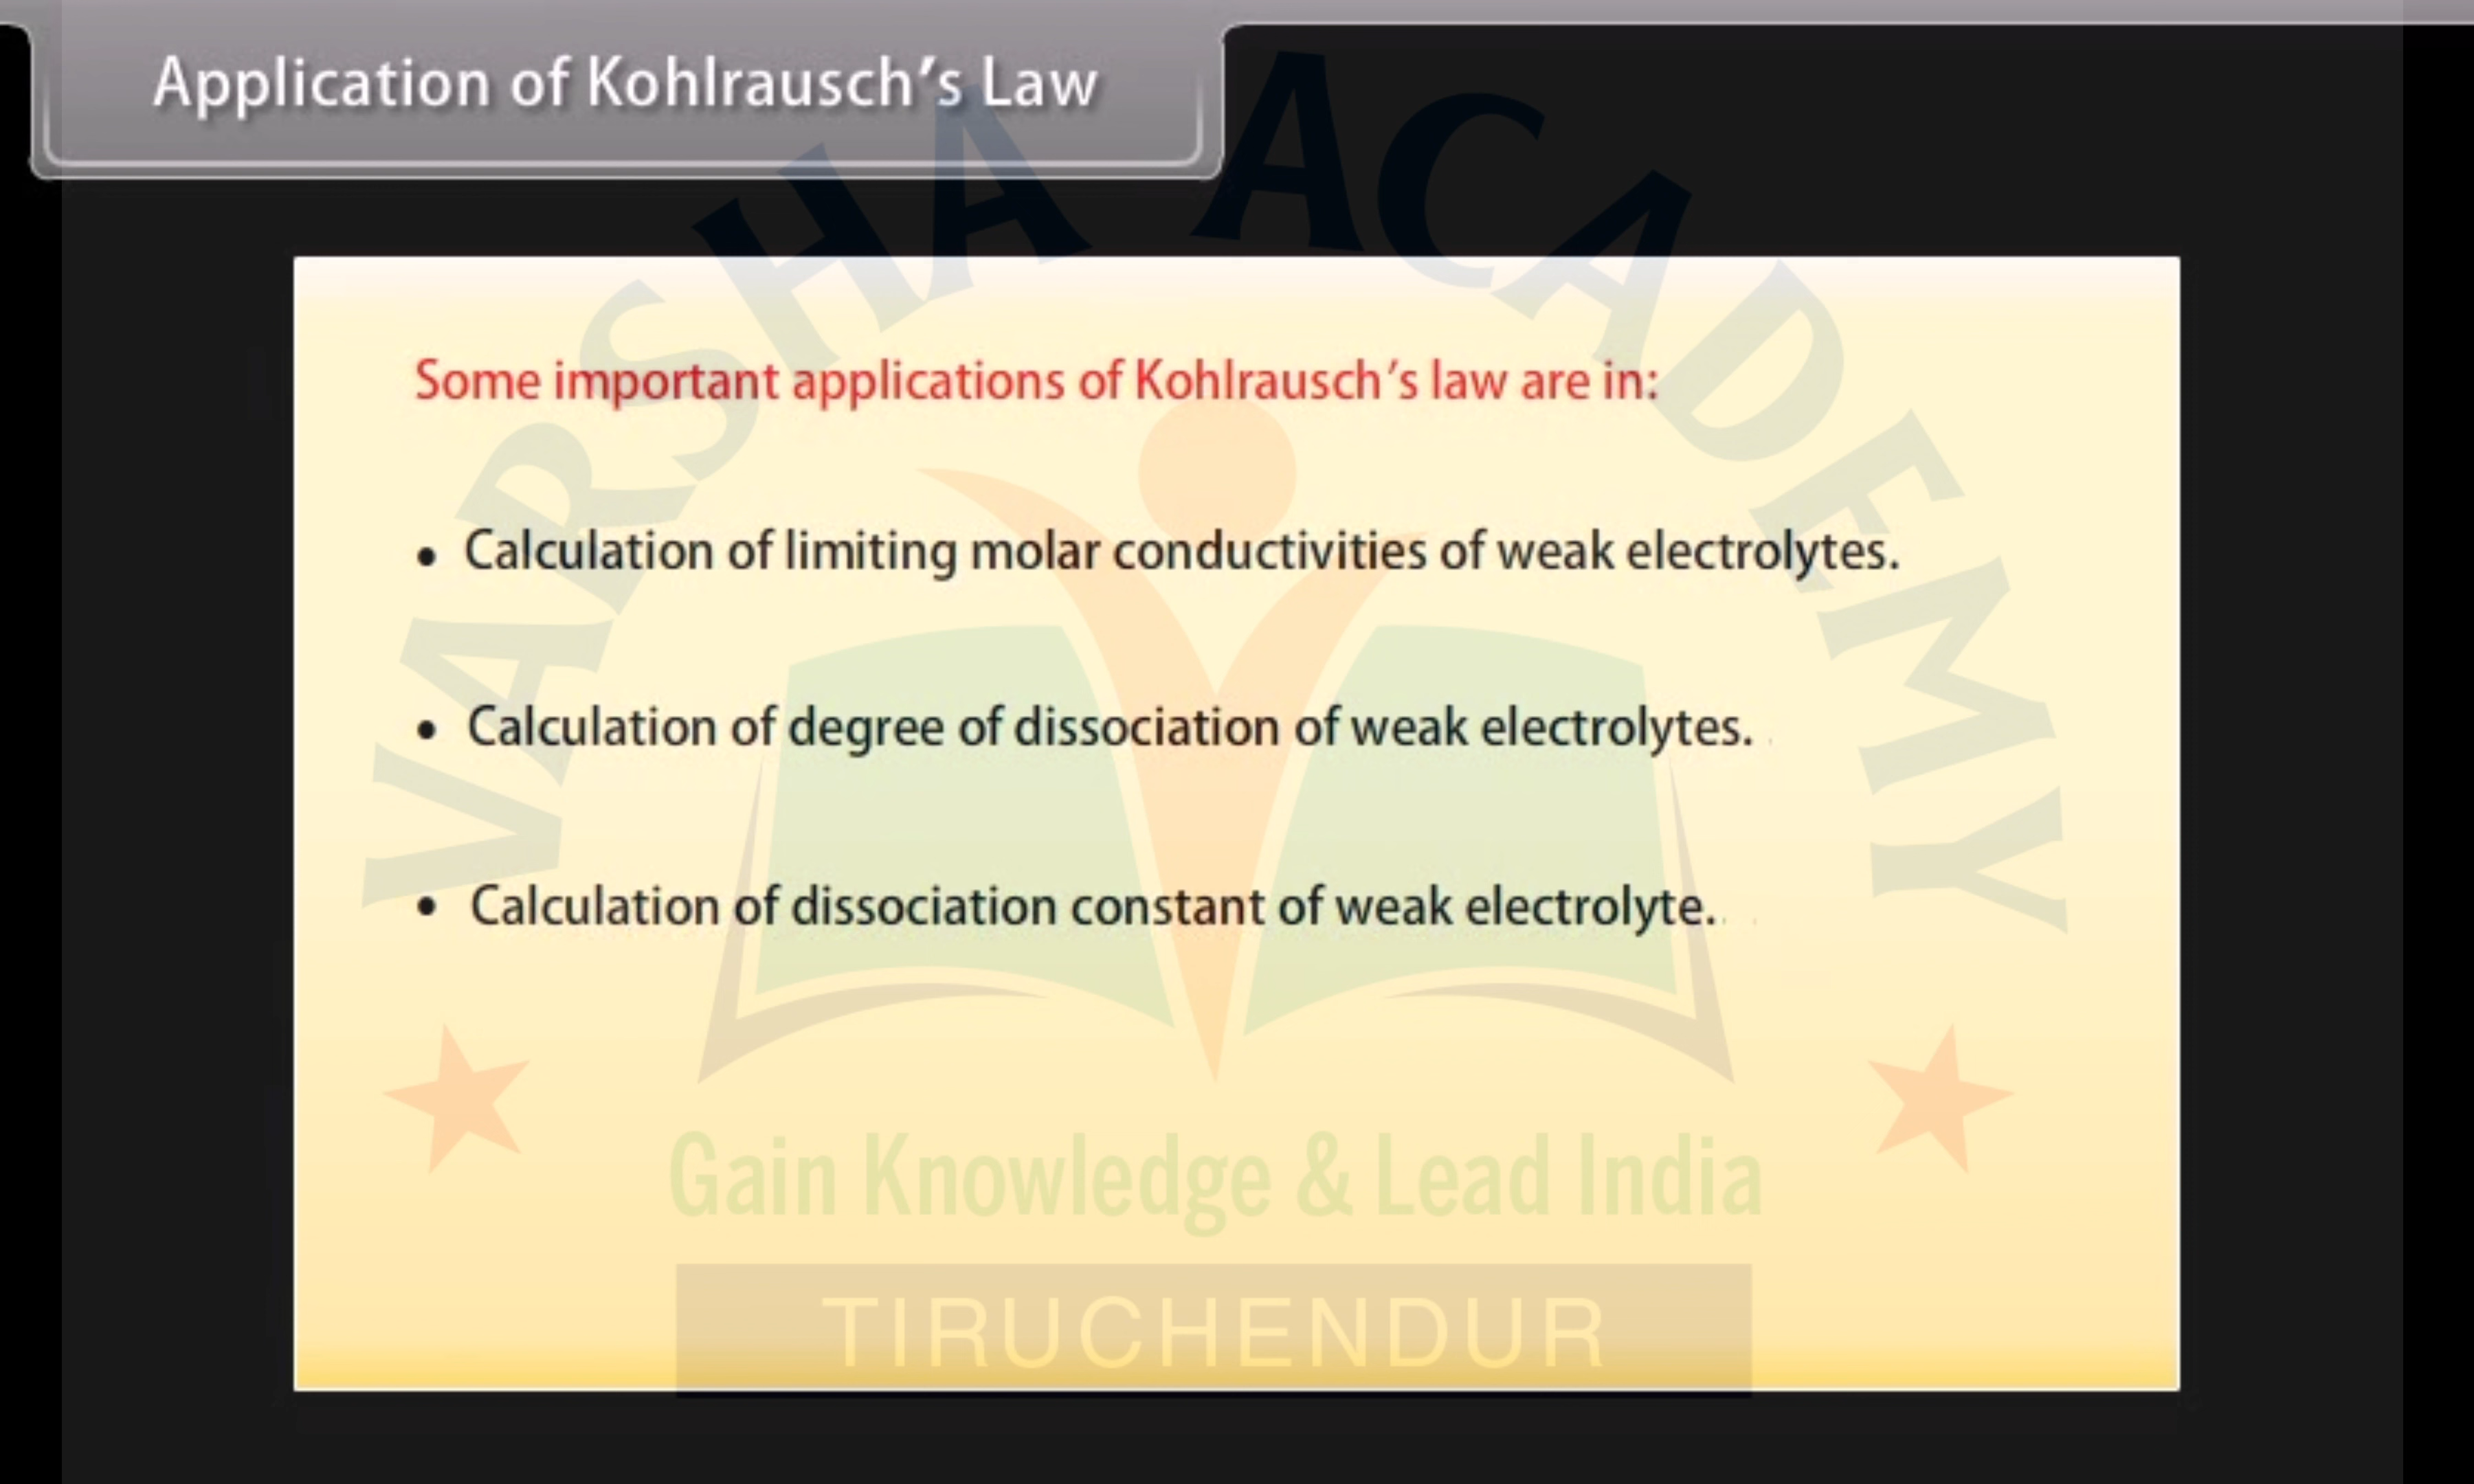 Application of Kohlrausch's Law
VARSHA ACADEMY
Some important applications of Kohlrausch's law are in:
• Calculation of limiting molar conductivities of weak electrolytes.
• Calculation of degree of dissociation of weak electrolytes.
• Calculation of dissociation constant of weak electrolyte.
Gain Knowledge & Lead India
TIRUCHENDUR